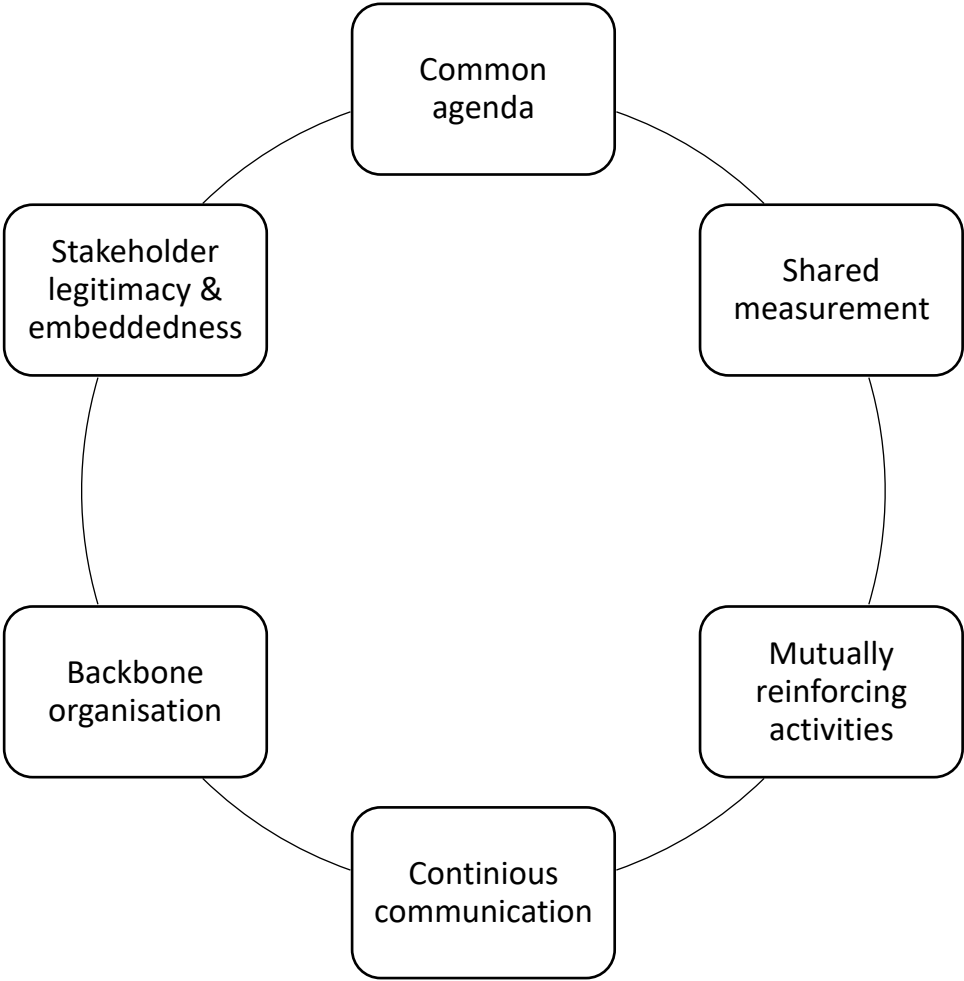 Common
agenda
Shared
measurement
Mutually
reinforcing
activities
Continious
communication
Backbone
organisation
Stakeholder
legitimacy &
embeddedness